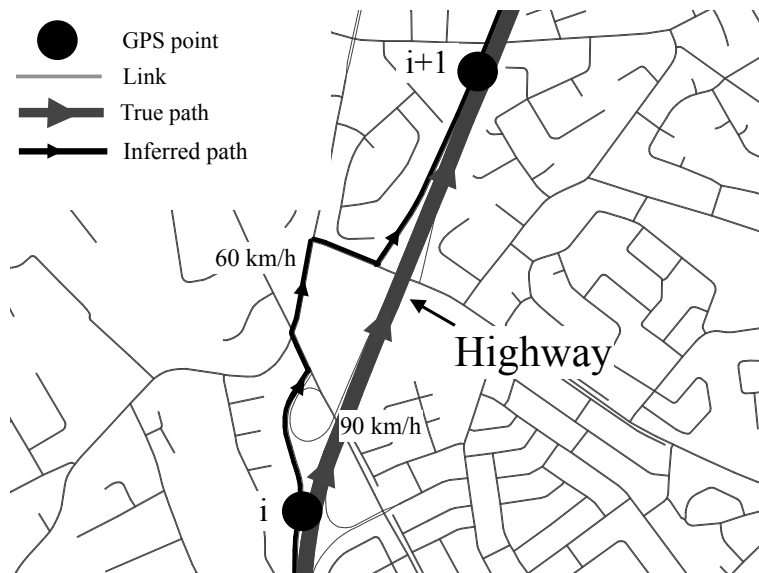 GPS point
Link
True path
Inferred path
i+1
60 km/h
Highway
90 km/h
i